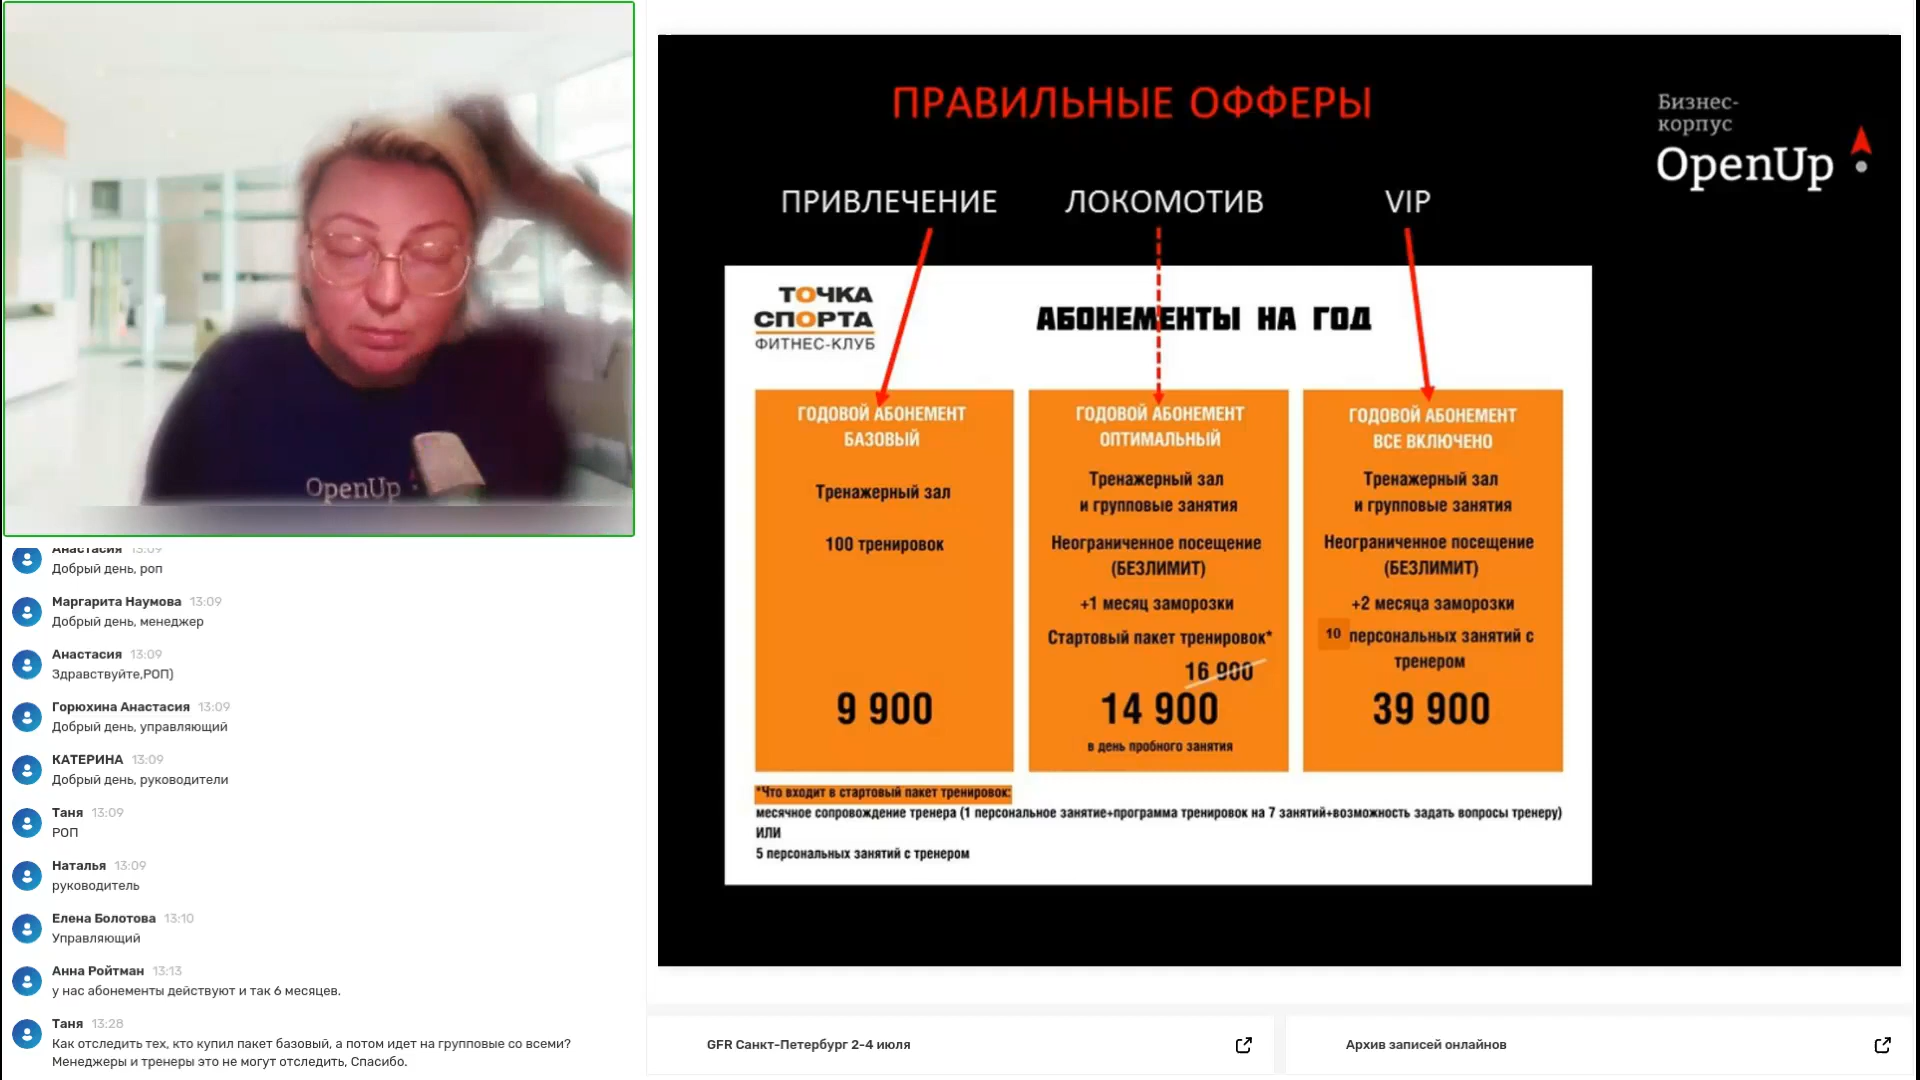 OpenUp
Анастасия 13:09
Добрый день, роп
Маргарита Наумова 13:09
Добрый день, менеджер
Анастасия 13:09
Здравствуйте,РОП)
Горюхина Анастасия 13:09
Добрый день, управляющий
КАТЕРИНА 13:09
Добрый день, руководители
Таня 13:09
РОП
Наталья 13:09
руководитель
Елена Болотова 13:10
Управляющий
Анна Ройтман 13:13
у нас абонементы действуют и так 6 месяцев.
Таня 13:28
Как отследить тех, кто купил пакет базовый, а потом идет на групповые со всеми?
Менеджеры и тренеры это не могут отследить, Спасибо.
ПРАВИЛЬНЫЕ ОФФЕРЫ
Бизнес-
корпус
OpenUp
ПРИВЛЕЧЕНИЕ
ЛОКОМОТИВ
VIP
ТОЧКА
СПОРТА
ФИТНЕС-КЛУБ
АБОНЕМЕНТЫ НА ГОД
ГОДОВОЙ АБОНЕМЕНТ
БАЗОВЫЙ
Тренажерный зал
100 тренировок
9 900
ГОДОВОЙ АБОНЕМЕНТ
ОПТИМАЛЬНЫЙ
Тренажерный зал
и групповые занятия
Неограниченное посещение
(БЕЗЛИМИТ)
+1 месяц заморозки
Стартовый пакет тренировок*
16 900
14 900
в день пробного занятия
ГОДОВОЙ АБОНЕМЕНТ
ВСЕ ВКЛЮЧЕНО
Тренажерный зал
и групповые занятия
Неограниченное посещение
(БЕЗЛИМИТ)
+2 месяца заморозки
10 персональных занятий с
тренером
39 900
*Что входит в стартовый пакет тренировок:
месячное сопровождение тренера (1 персональное занятие+программа тренировок на 7 занятий+возможность задать вопросы тренеру)
ИЛИ
5 персональных занятий с тренером
GFR Санкт-Петербург 2-4 июля
Архив записей онлайнов